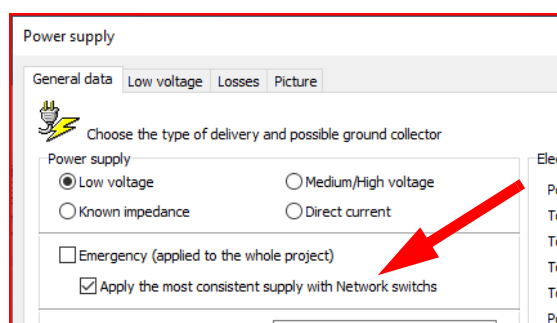 Power supply
General data Low voltage Losses Picture
Choose the type of delivery and possible ground collector
Power supply
Low voltage Medium/High voltage
Known impedance Direct current
Emergency (applied to the whole project)
Apply the most consistent supply with Network switchs